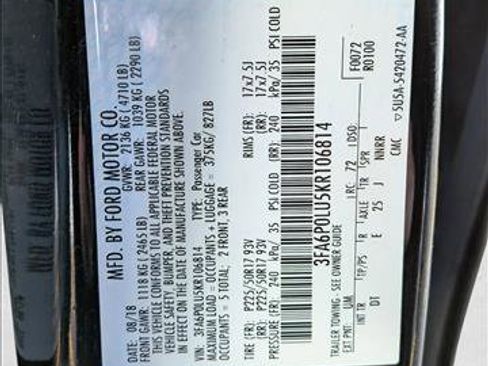 MFD. BY FORD MOTOR CO.
DATE: 08/18 GVWR: 2136 KG ( 4710 LB)
FRONT GAWR: 1118 KG ( 2465 LB) REAR GAWR: 1039 KG ( 2290 LB)
VEHICLE CONFORMS TO ALL APPLICABLE FEDERAL MOTOR
VEHICLE SAFETY, BUMPER, AND THEFT PREVENTION STANDARDS
IN EFFECT ON THE DATE OF MANUFACTURE SHOWN ABOVE.
VIN: 3FA6P0LU5KR106814 TYPE: Passenger Car
MAXIMUM LOAD = OCCUPANTS + LUGGAGE = 375KG/ 827LB
OCCUPANTS = 5 TOTAL: 2 FRONT, 3 REAR
TIRE (FR): P225/50R17 93V RIMS (FR): 17x7.5J
TIRE (RR): P225/50R17 93V (RR): 17x7.5J
PRESSURE (FR): 240 kPa/ 35 PSI COLD (RR): 240 kPa/ 35 PSI COLD
3FA6P0LU5KR106814
TRAILER TOWING- SEE OWNER GUIDE
F0072
R0100
EXT PNT: UM LRC: 72 DSO:
INT TR TP/PS R AXLE TR SPR
DT E 25 J NNRR
CMC
SU5A-5420472-AA